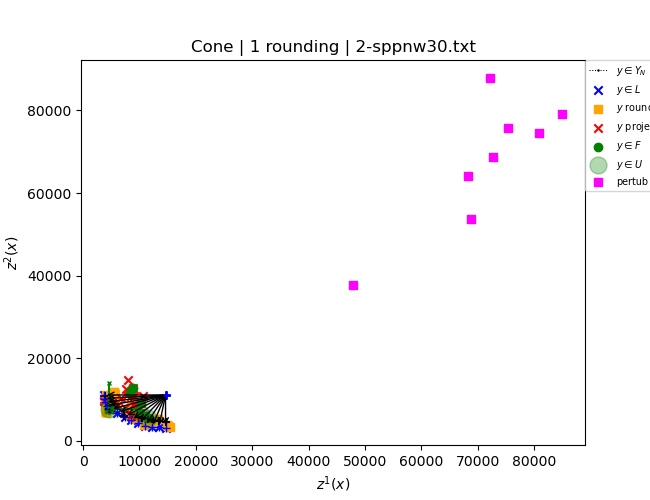 Cone | 1 rounding | 2-sppnw30.txt
z²(x)
80000
60000
40000
20000
0
0 10000 20000 30000 40000 50000 60000 70000 80000
z¹(x)
y ∈ Y_N
y ∈ L
y roun
y proje
y ∈ F
y ∈ U
pertub